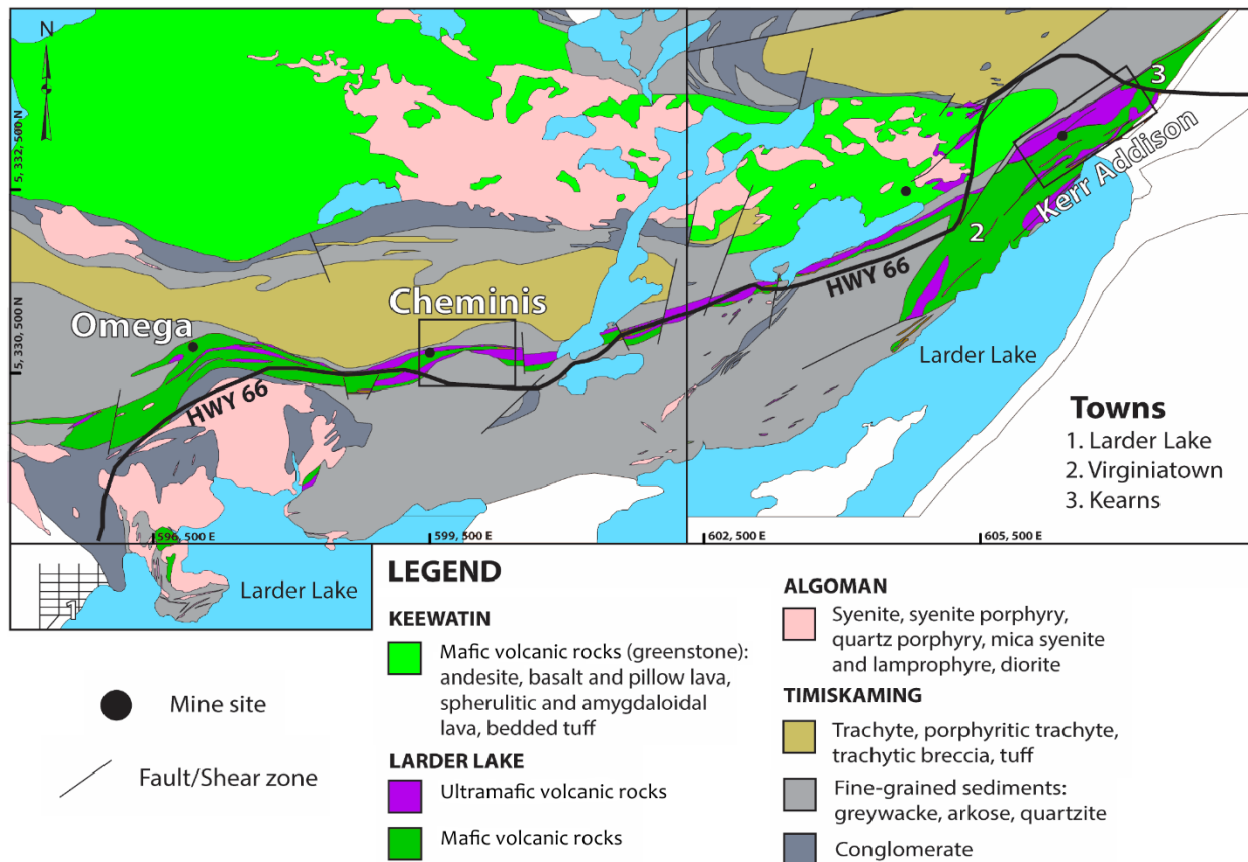 N
5, 332, 500 N
5, 330, 500 N
3
Kerr Addison
2
HWY 66
Cheminis
Omega
HWY 66
Larder Lake
Towns
1. Larder Lake
2. Virginiatown
3. Kearns
596, 500 E
599, 500 E
602, 500 E
605, 500 E
1
Larder Lake
Mine site
Fault/Shear zone
LEGEND
KEEWATIN
Mafic volcanic rocks (greenstone):
andesite, basalt and pillow lava,
spherulitic and amygdaloidal
lava, bedded tuff
LARDER LAKE
Ultramafic volcanic rocks
Mafic volcanic rocks
ALGOMAN
Syenite, syenite porphyry,
quartz porphyry, mica syenite
and lamprophyre, diorite
TIMISKAMING
Trachyte, porphyritic trachyte,
trachytic breccia, tuff
Fine-grained sediments:
greywacke, arkose, quartzite
Conglomerate